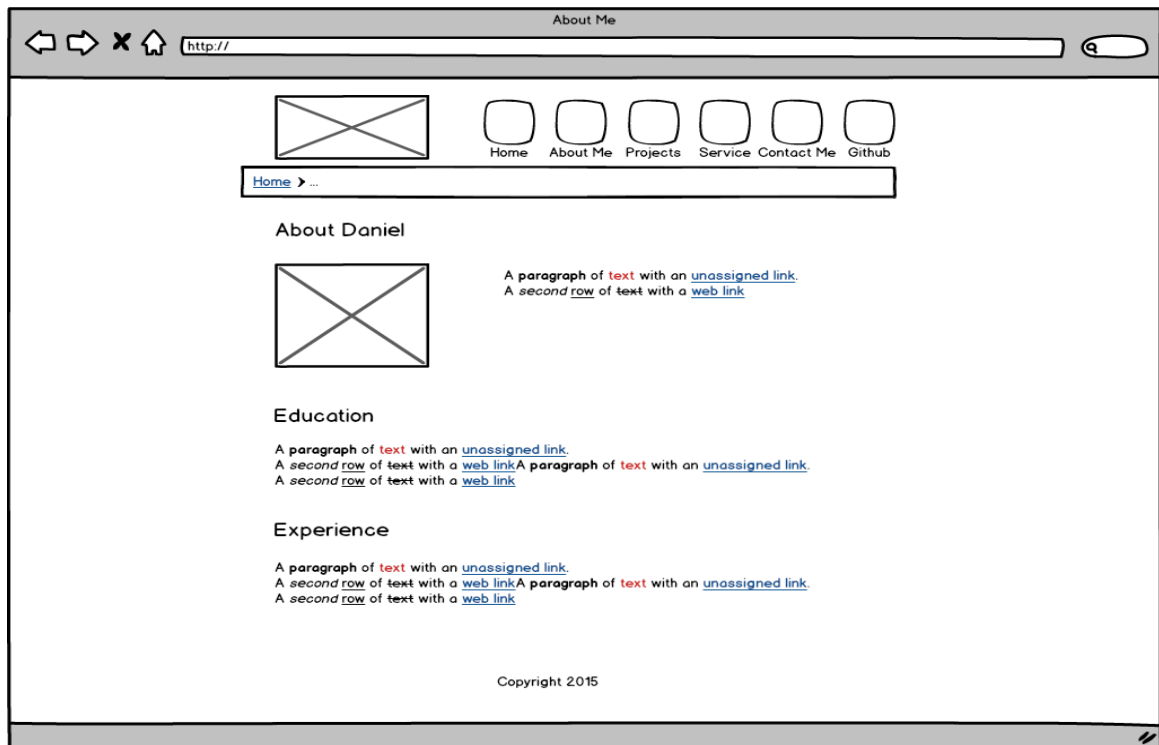 About Me
http://
Home About Me Projects Service Contact Me Github
Home > ...
About Daniel
A paragraph of text with an unassigned link.
A second row of text with a web link
Education
A paragraph of text with an unassigned link.
A second row of text with a web linkA paragraph of text with an unassigned link.
A second row of text with a web link
Experience
A paragraph of text with an unassigned link.
A second row of text with a web linkA paragraph of text with an unassigned link.
A second row of text with a web link
Copyright 2015